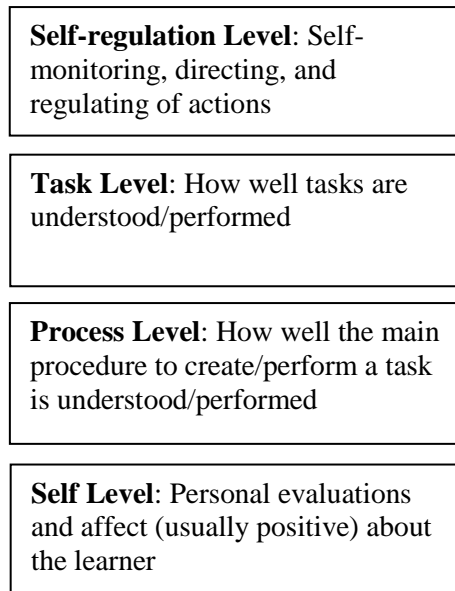 Self-regulation Level: Self-
monitoring, directing, and
regulating of actions
Task Level: How well tasks are
understood/performed
Process Level: How well the main
procedure to create/perform a task
is understood/performed
Self Level: Personal evaluations
and affect (usually positive) about
the learner